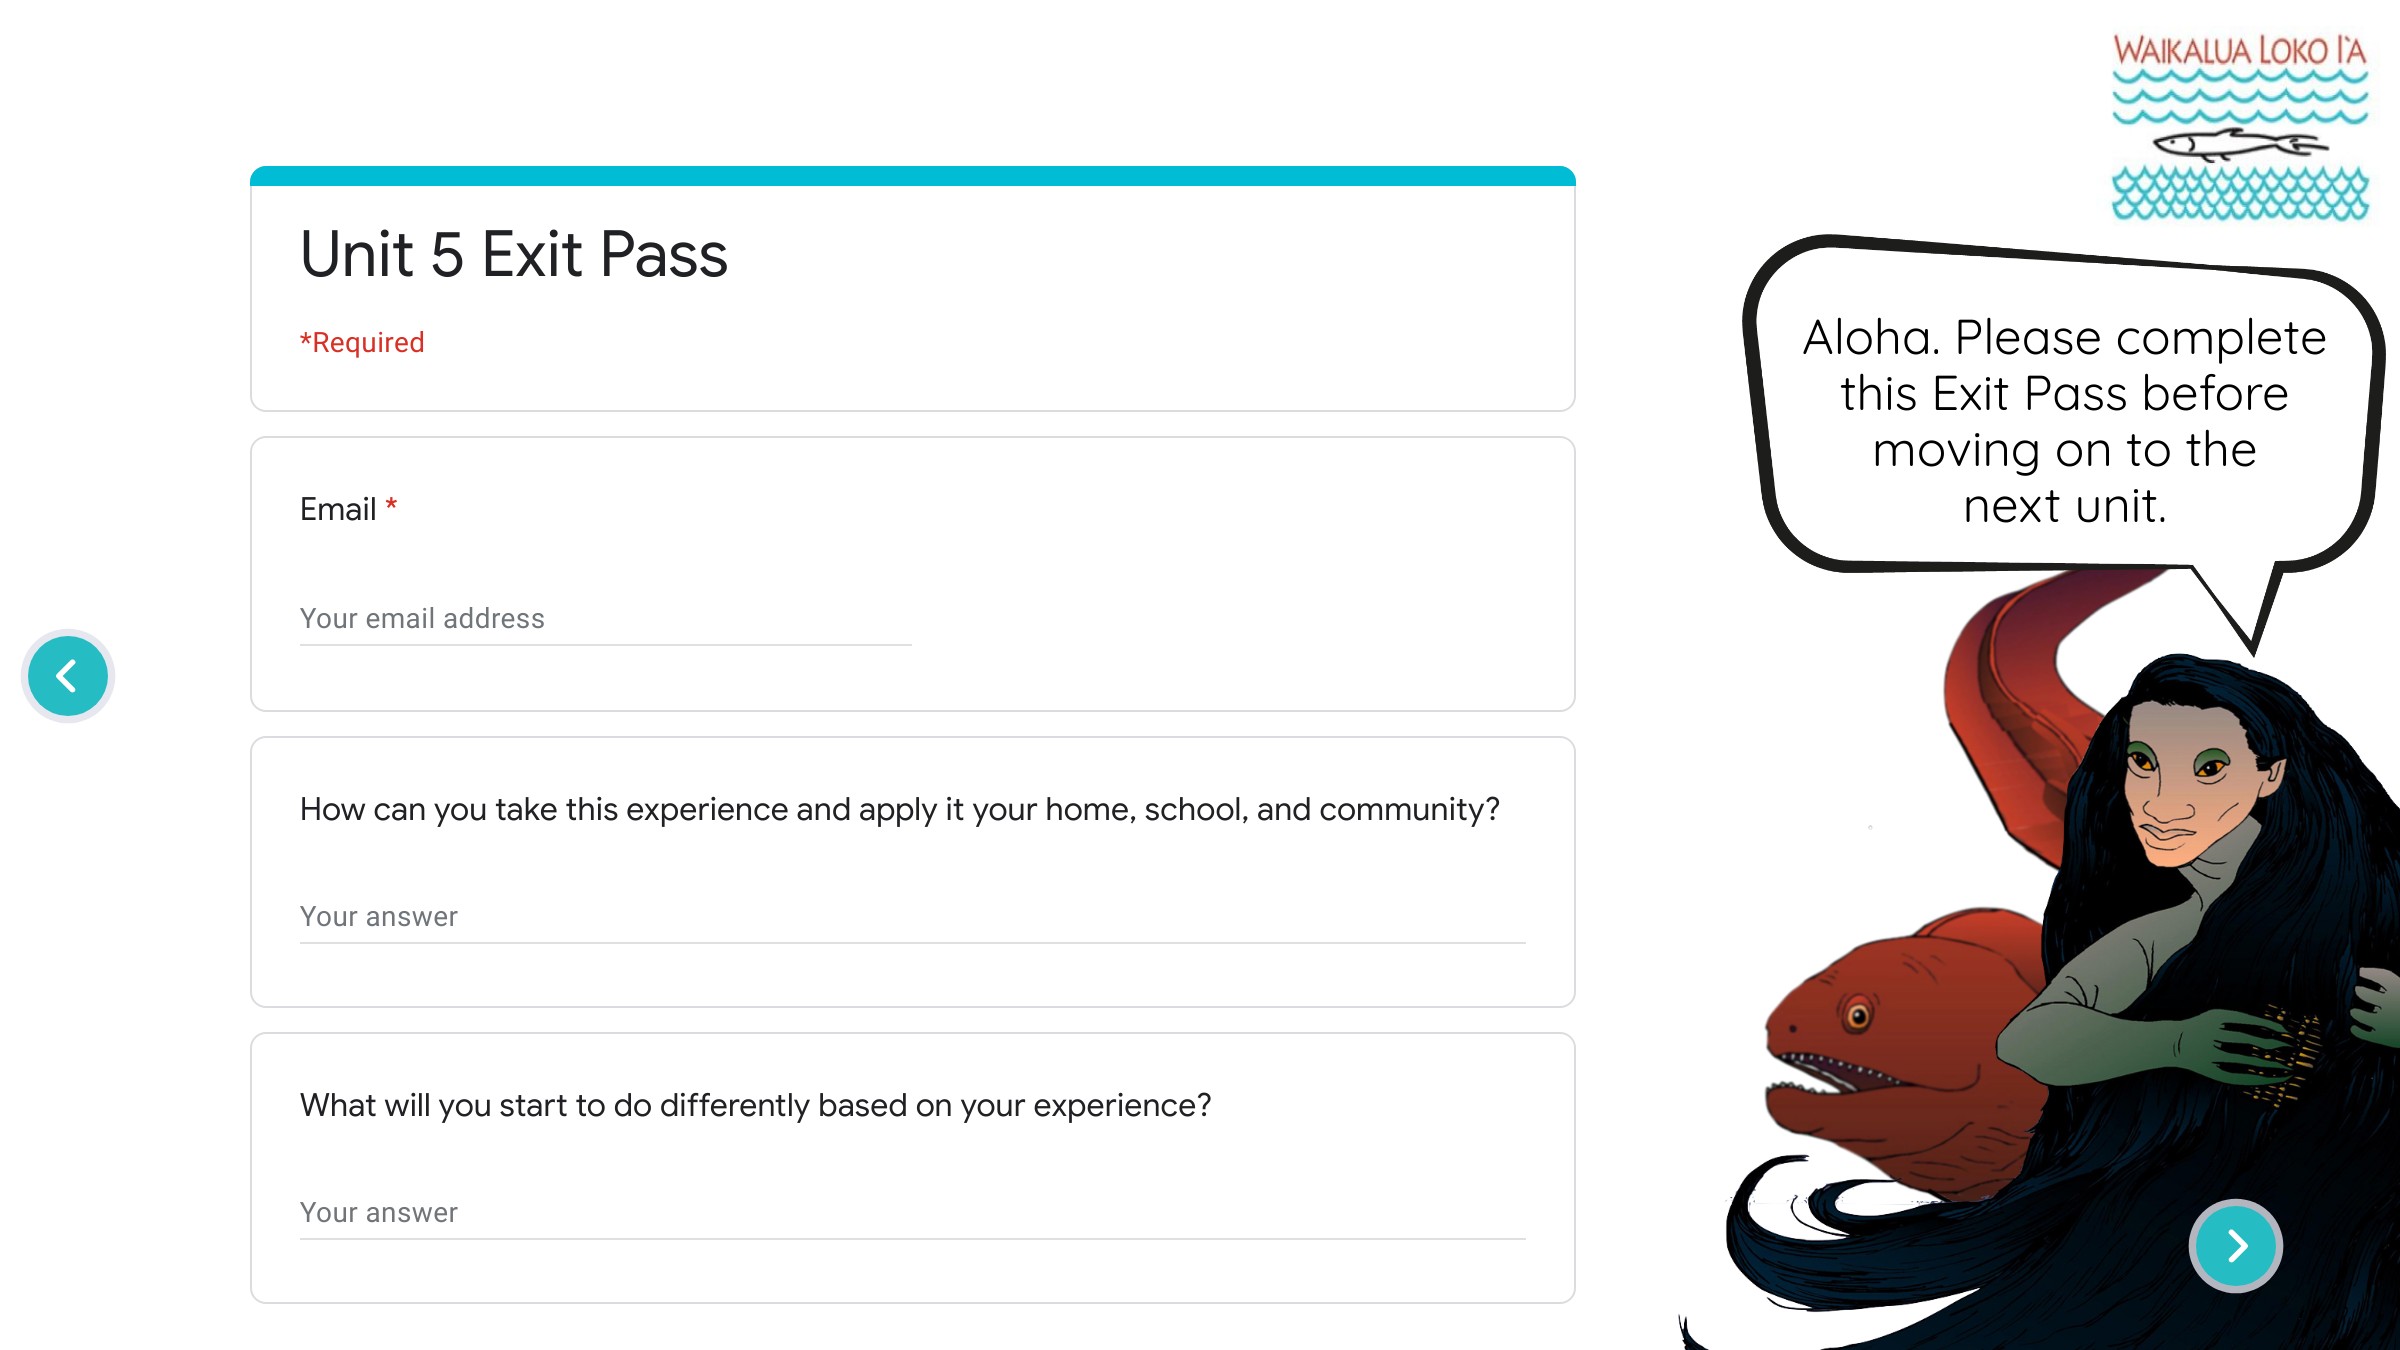 WAIKALUA LOKO I'A
Unit 5 Exit Pass
*Required
Email *
Your email address
How can you take this experience and apply it your home, school, and community?
Your answer
What will you start to do differently based on your experience?
Your answer
Aloha. Please complete
this Exit Pass before
moving on to the
next unit.